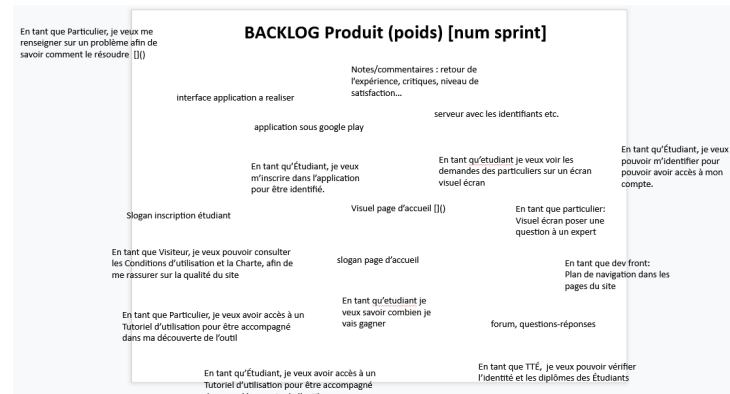 BACKLOG Produit (poids) [num sprint]
En tant que Particulier, je veux me
renseigner sur un problème afin de
savoir comment le résoudre []()
Notes/commentaires : retour de
l'expérience, critiques, niveau de
satisfaction...
interface application a realiser
serveur avec les identifiants etc.
application sous google play
En tant qu'Étudiant, je veux
m'inscrire dans l'application
pour être identifié.
En tant qu'etudiant je veux voir les
demandes des particuliers sur un écran
visuel écran
En tant qu'Étudiant, je veux
pouvoir m'identifier pour
pouvoir avoir accès à mon
compte.
Slogan inscription étudiant
Visuel page d'accueil []()
En tant que particulier:
Visuel écran poser une
question à un expert
En tant que Visiteur, je veux pouvoir consulter
les Conditions d'utilisation et la Charte, afin de
me rassurer sur la qualité du site
slogan page d'accueil
En tant que dev front:
Plan de navigation dans les
pages du site
En tant que Particulier, je veux avoir accès à un
Tutoriel d'utilisation pour être accompagné
dans ma découverte de l'outil
En tant qu'etudiant je
veux savoir combien je
vais gagner
forum, questions-réponses
En tant qu'Étudiant, je veux avoir accès à un
Tutoriel d'utilisation pour être accompagné
En tant que TTÉ, je veux pouvoir vérifier
l'identité et les diplômes des Étudiants